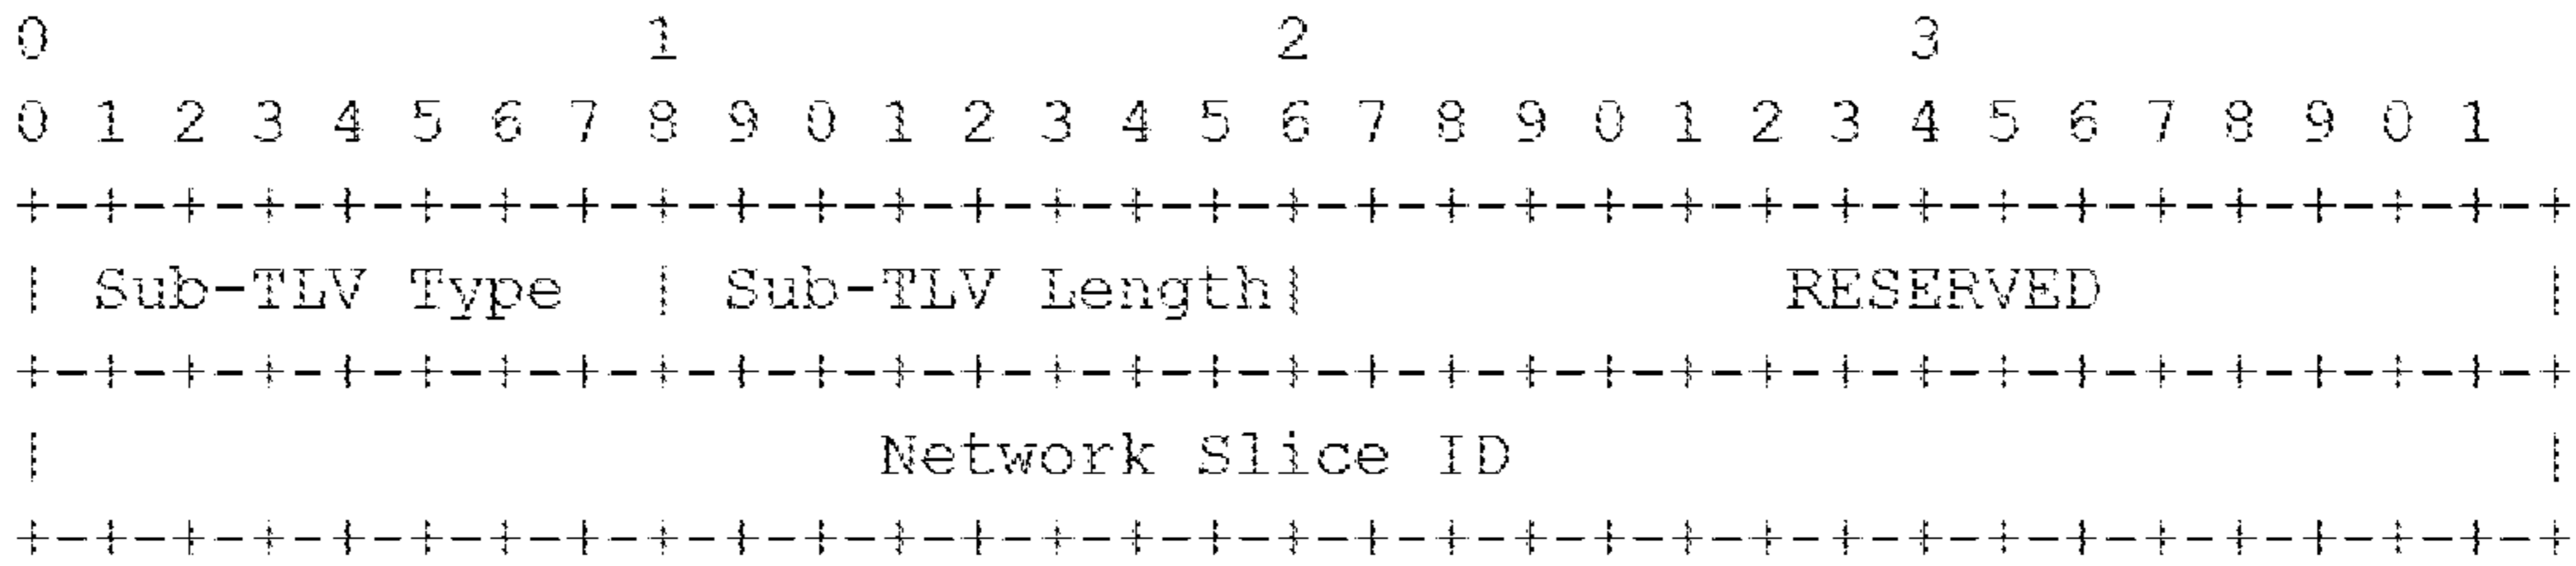 0 1 2 3
0 1 2 3 4 5 6 7 8 9 0 1 2 3 4 5 6 7 8 9 0 1 2 3 4 5 6 7 8 9 0 1
+-+-+-+-+-+-+-+-+-+-+-+-+-+-+-+-+-+-+-+-+-+-+-+-+-+-+-+-+-+-+-+-+
| Sub-TLV Type | Sub-TLV Length| RESERVED |
+-+-+-+-+-+-+-+-+-+-+-+-+-+-+-+-+-+-+-+-+-+-+-+-+-+-+-+-+-+-+-+-+
| Network Slice ID |
+-+-+-+-+-+-+-+-+-+-+-+-+-+-+-+-+-+-+-+-+-+-+-+-+-+-+-+-+-+-+-+-+